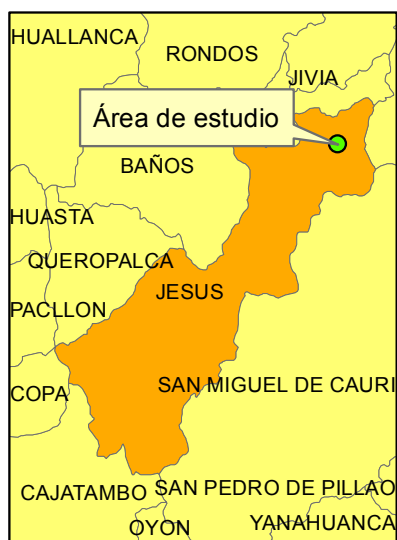 HUALLANCA
RONDOS
JIVIA
Área de estudio
BAÑOS
HUASTA
QUEROPALCA
JESUS
PACLLON
COPA
SAN MIGUEL DE CAURI
CAJATAMBO
SAN PEDRO DE PILLAO
OYON
YANAHUANCA